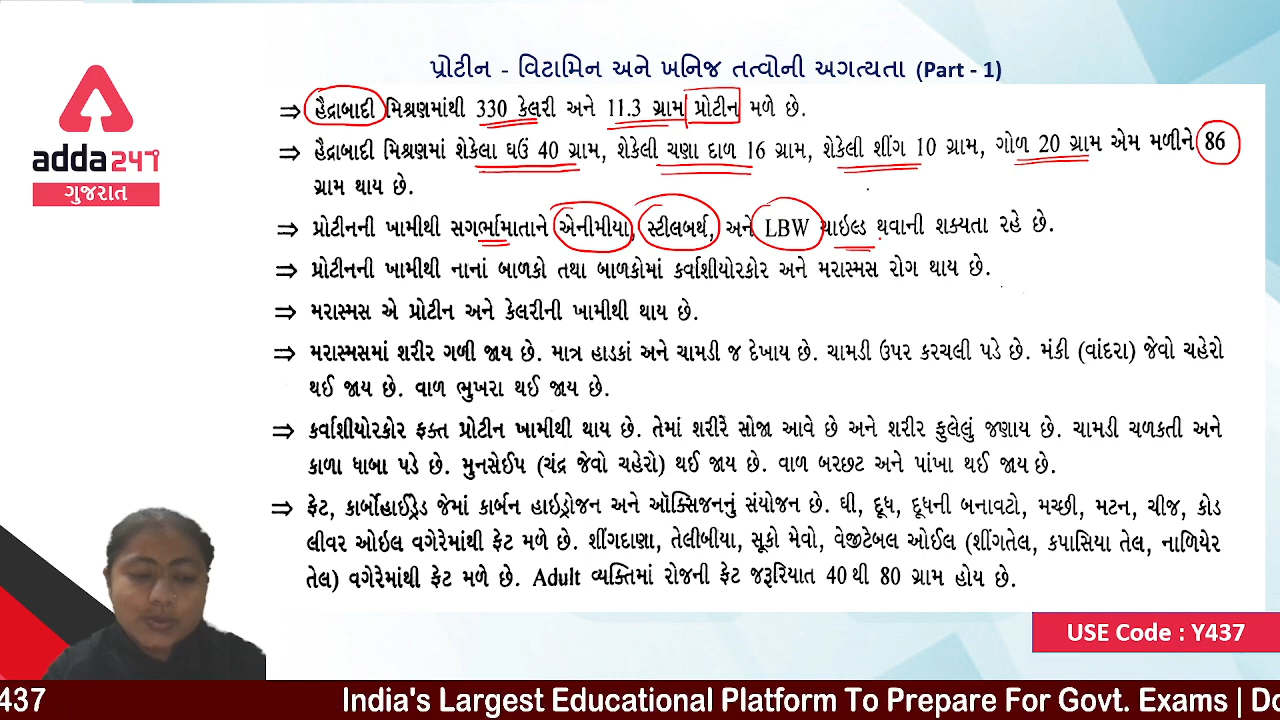 પ્રોટીન - વિટામિન અને ખનિજ તત્વોની અગત્યતા (Part - 1)
⇒ હૈદ્રાબાદી મિશ્રણમાંથી 330 કેલરી અને 11.3 ગ્રામ પ્રોટીન મળે છે.
⇒ હૈદ્રાબાદી મિશ્રણમાં શેકેલા ઘઉં 40 ગ્રામ, શેકેલી ચણા દાળ 16 ગ્રામ, શેકેલી શીંગ 10 ગ્રામ, ગોળ 20 ગ્રામ એમ મળીને 86
ગ્રામ થાય છે.
⇒ પ્રોટીનની ખામીથી સગર્ભામાતાને એનીમીયા, સ્ટીલબર્થ, અને LBW ચાઇલ્ડ થવાની શક્યતા રહે છે.
⇒ પ્રોટીનની ખામીથી નાનાં બાળકો તથા બાળકોમાં કર્વાશીયોરકોર અને મરાસ્મસ રોગ થાય છે.
⇒ મરાસ્મસ એ પ્રોટીન અને કેલરીની ખામીથી થાય છે.
⇒ મરાસ્મસમાં શરીર ગળી જાય છે. માત્ર હાડકાં અને ચામડી જ દેખાય છે. ચામડી ઉપર કરચલી પડે છે. મંકી (વાંદરા) જેવો ચહેરો
થઈ જાય છે. વાળ ભુખરા થઈ જાય છે.
⇒ કર્વાશીયોરકોર ફક્ત પ્રોટીન ખામીથી થાય છે. તેમાં શરીરે સોજા આવે છે અને શરીર ફુલેલું જણાય છે. ચામડી ચળકતી અને
કાળા ધાબા પડે છે. મુનસેઈપ (ચંદ્ર જેવો ચહેરો) થઈ જાય છે. વાળ બરછટ અને પાંખા થઈ જાય છે.
⇒ ફેટ, કાર્બોહાઈડ્રેડ જેમાં કાર્બન હાઇડ્રોજન અને ઑક્સિજનનું સંયોજન છે. ઘી, દૂધ, દૂધની બનાવટો, મચ્છી, મટન, ચીજ, કોડ
લીવર ઓઇલ વગેરેમાંથી ફેટ મળે છે. શીંગદાણા, તેલીબીયા, સૂકો મેવો, વેજીટેબલ ઓઈલ (શીંગતેલ, કપાસિયા તેલ, નાળિયેર
તેલ) વગેરેમાંથી ફેટ મળે છે. Adult વ્યક્તિમાં રોજની ફેટ જરૂરિયાત 40 થી 80 ગ્રામ હોય છે.
adda247
ગુજરાત
USE Code : Y437
437 India's Largest Educational Platform To Prepare For Govt. Exams |